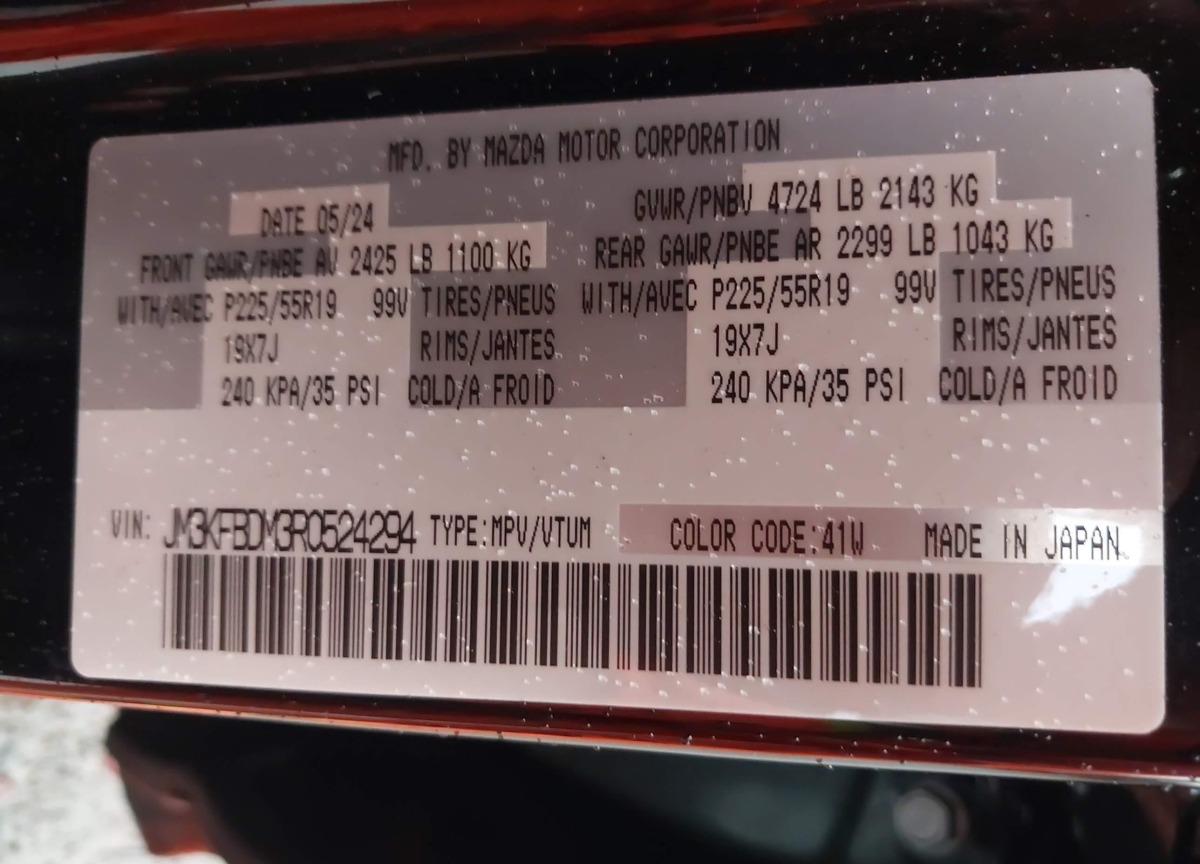 MFD. BY MAZDA MOTOR CORPORATION
DATE 05/24 GVWR/PNBV 4724 LB 2143 KG
FRONT GAWR/PNBE AV 2425 LB 1100 KG REAR GAWR/PNBE AR 2299 LB 1043 KG
WITH/AVEC P225/55R19 99V TIRES/PNEUS WITH/AVEC P225/55R19 99V TIRES/PNEUS
19X7J RIMS/JANTES 19X7J RIMS/JANTES
240 KPA/35 PSI COLD/A FROID 240 KPA/35 PSI COLD/A FROID
VIN: JM3KFBDM3R0524294 TYPE:MPV/VTUM COLOR CODE:41W MADE IN JAPAN